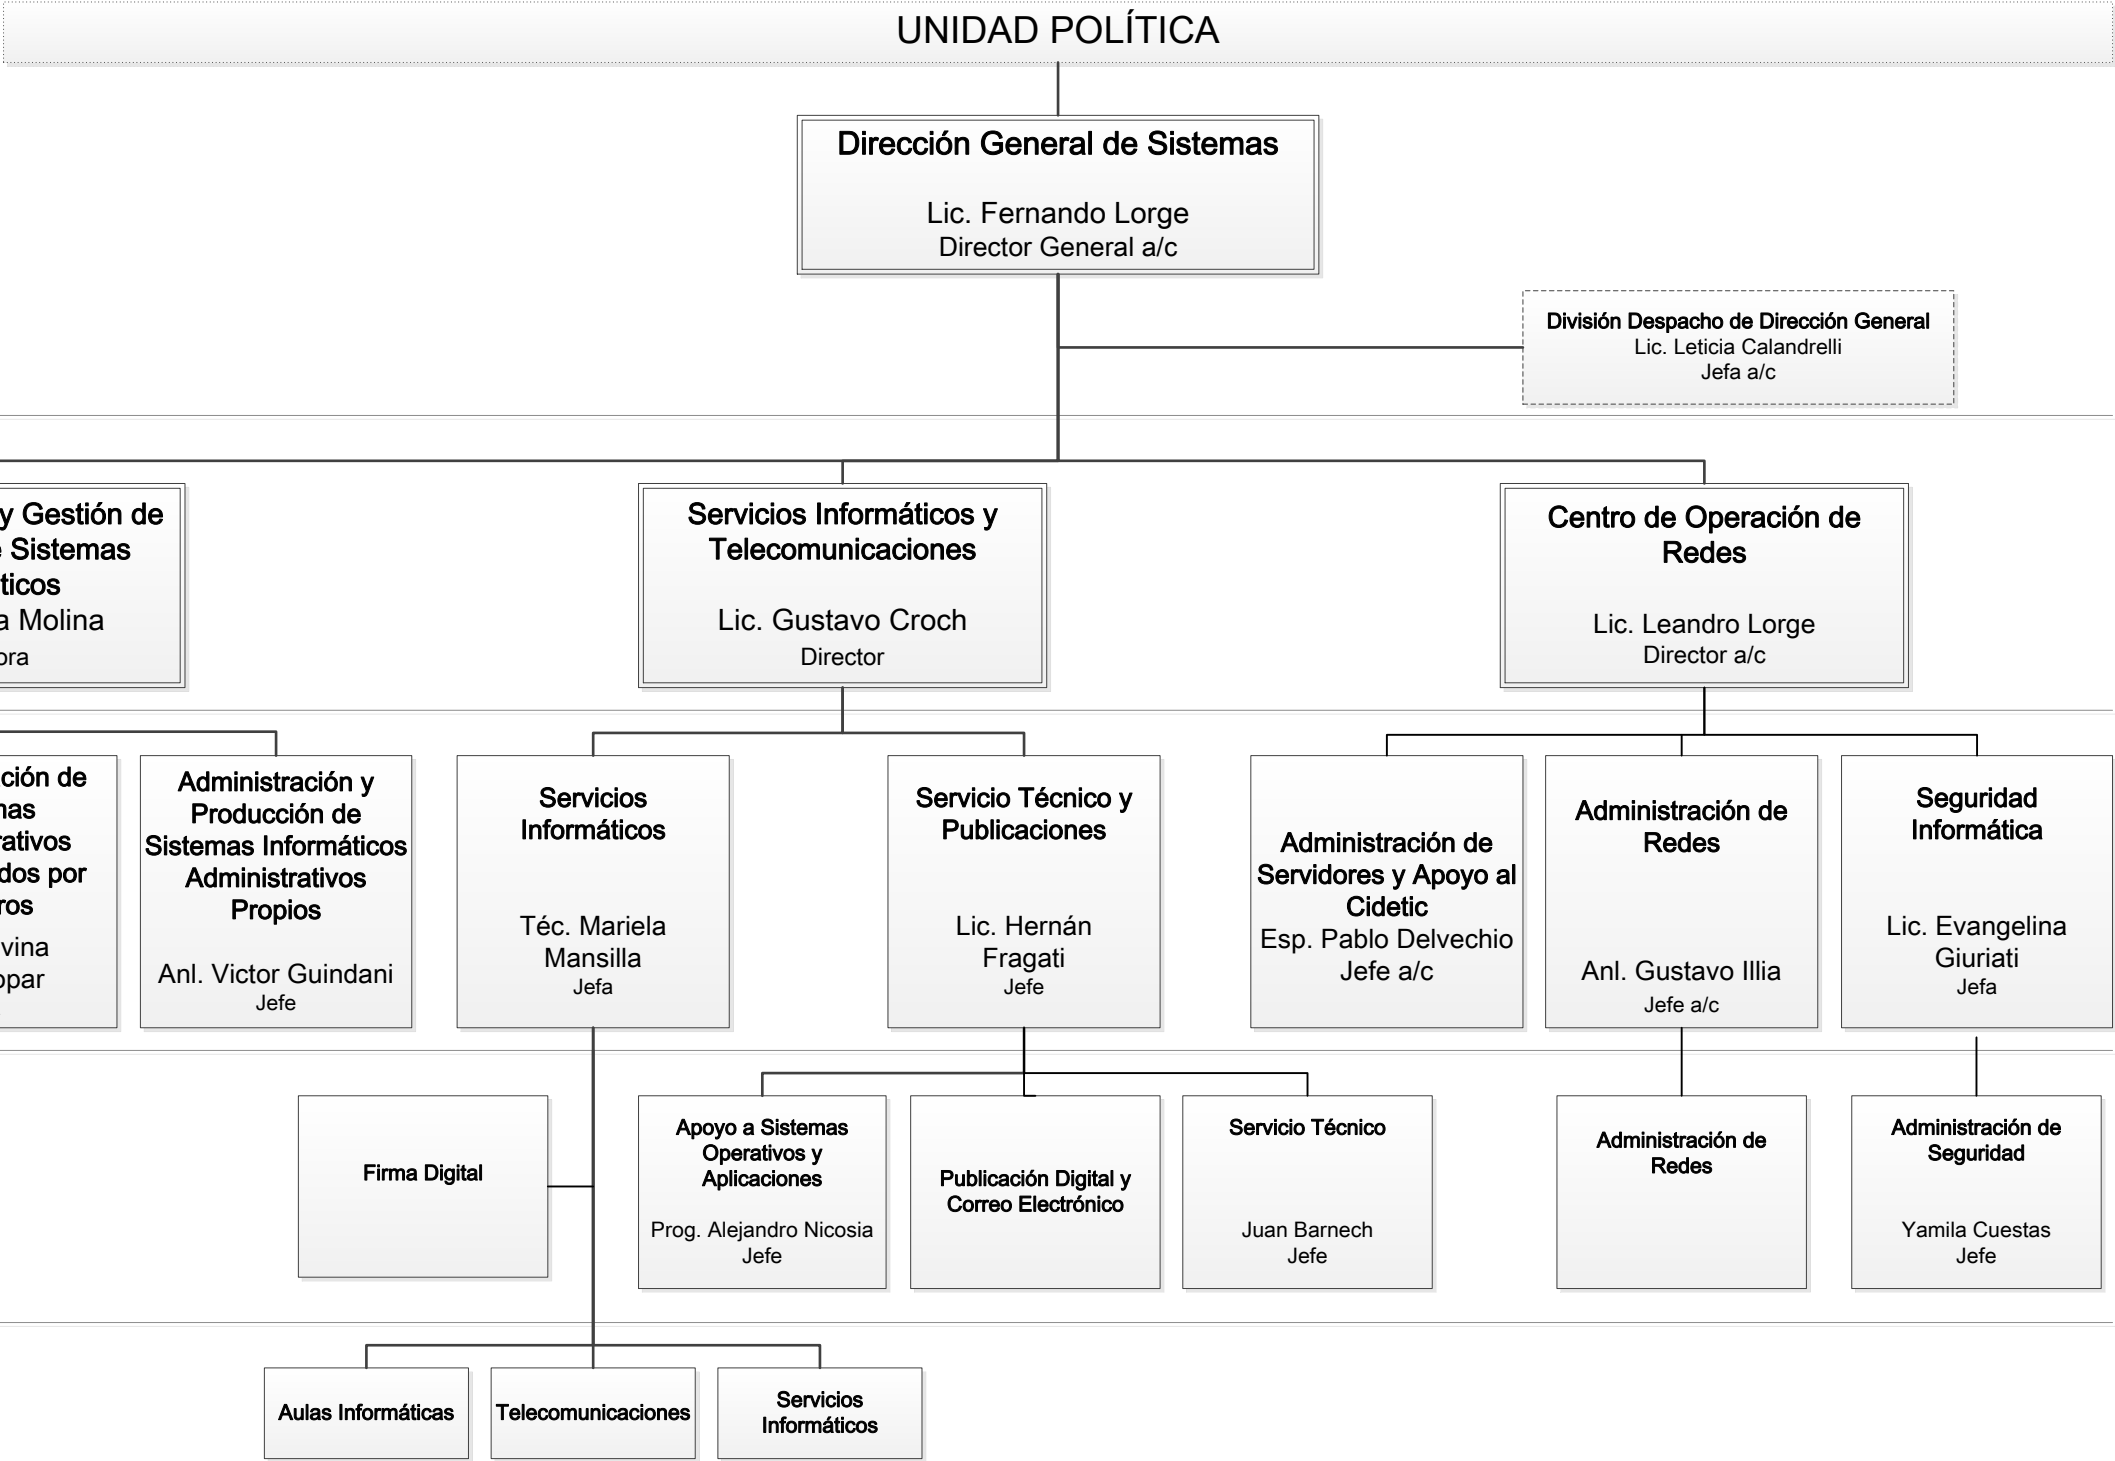 UNIDAD POLÍTICA
Dirección General de Sistemas
Lic. Fernando Lorge
Director General a/c
División Despacho de Dirección General
Lic. Leticia Calandrelli
Jefa a/c
y Gestión de
Sistemas
ticos
a Molina
ora
Servicios Informáticos y
Telecomunicaciones
Lic. Gustavo Croch
Director
Centro de Operación de
Redes
Lic. Leandro Lorge
Director a/c
ción de
mas
rativos
dos por
ros
vina
opar
Administración y
Producción de
Sistemas Informáticos
Administrativos
Propios
Anl. Victor Guindani
Jefe
Servicios
Informáticos
Téc. Mariela
Mansilla
Jefa
Servicio Técnico y
Publicaciones
Lic. Hernán
Fragati
Jefe
Administración de
Servidores y Apoyo al
Cidetic
Esp. Pablo Delvechio
Jefe a/c
Administración de
Redes
Anl. Gustavo Illia
Jefe a/c
Seguridad
Informática
Lic. Evangelina
Giuriati
Jefa
Firma Digital
Apoyo a Sistemas
Operativos y
Aplicaciones
Prog. Alejandro Nicosia
Jefe
Publicación Digital y
Correo Electrónico
Servicio Técnico
Juan Barnech
Jefe
Administración de
Redes
Administración de
Seguridad
Yamila Cuestas
Jefe
Aulas Informáticas
Telecomunicaciones
Servicios
Informáticos